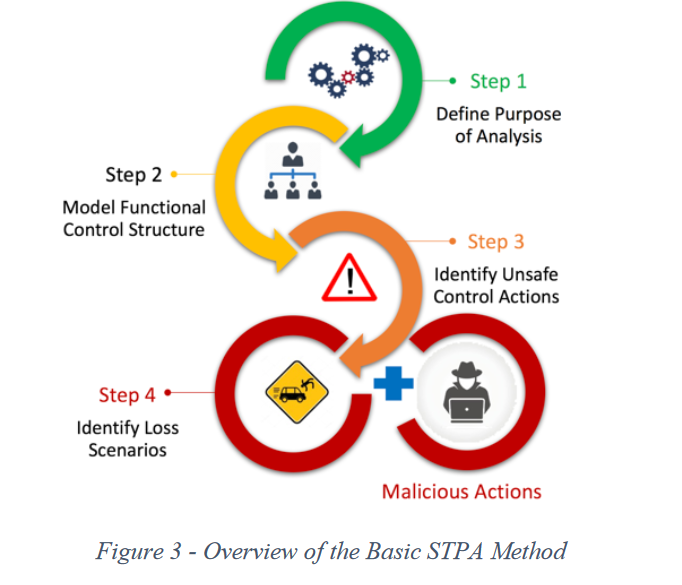 Step 1
Define Purpose
of Analysis
Step 2
Model Functional
Control Structure
Step 3
Identify Unsafe
Control Actions
Step 4
Identify Loss
Scenarios
Malicious Actions
Figure 3 - Overview of the Basic STPA Method